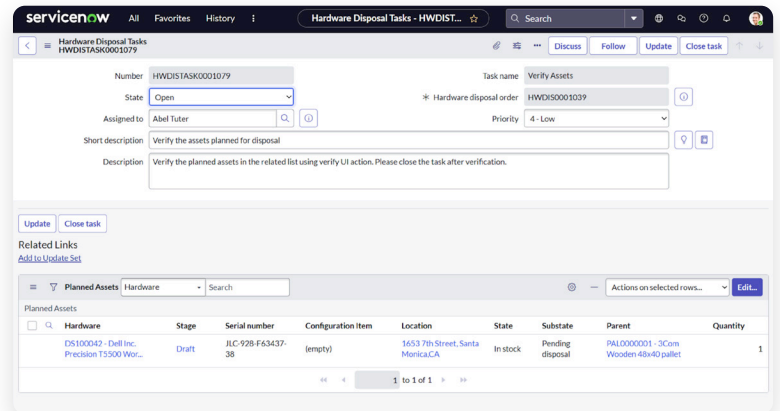 servicenow All Favorites History Hardware Disposal Tasks - HWDIST... Search
Hardware Disposal Tasks
HWDISTASK0001079
Discuss Follow Update Close task
Number HWDISTASK0001079 Task name Verify Assets
State Open Hardware disposal order HWDIS0001039
Assigned to Abel Tuter Priority 4 - Low
Short description Verify the assets planned for disposal
Description Verify the planned assets in the related list using verify UI action. Please close the task after verification.
Update Close task
Related Links
Add to Update Set
Planned Assets Hardware Search Actions on selected rows... Edit...
Planned Assets
Hardware Stage Serial number Configuration Item Location State Substate Parent Quantity
DS100042 - Dell Inc. Precision T5500 Wor... Draft JLC-928-F63437-38 (empty) 1653 7th Street, Santa Monica,CA In stock Pending disposal PAL0000001 - 3Com Wooden 48x40 pallet 1
1 to 1 of 1